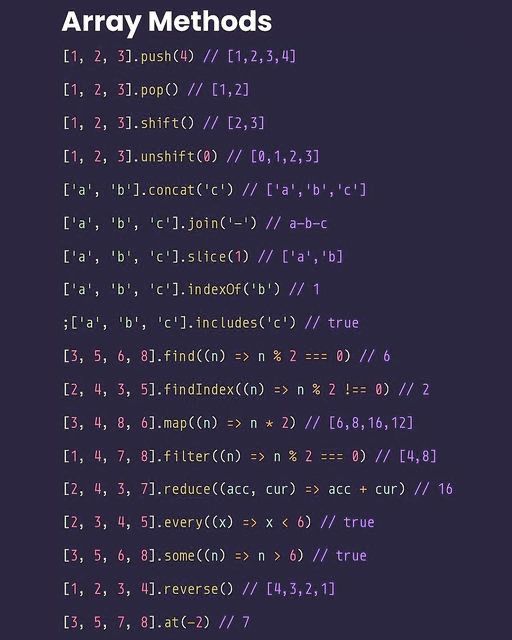 Array Methods
[1, 2, 3].push(4) // [1,2,3,4]
[1, 2, 3].pop() // [1,2]
[1, 2, 3].shift() // [2,3]
[1, 2, 3].unshift(0) // [0,1,2,3]
['a', 'b'].concat('c') // ['a','b','c']
['a', 'b', 'c'].join('-') // a-b-c
['a', 'b', 'c'].slice(1) // ['a','b]
['a', 'b', 'c'].indexOf('b') // 1
;['a', 'b', 'c'].includes('c') // true
[3, 5, 6, 8].find((n) => n % 2 === 0) // 6
[2, 4, 3, 5].findIndex((n) => n % 2 !== 0) // 2
[3, 4, 8, 6].map((n) => n * 2) // [6,8,16,12]
[1, 4, 7, 8].filter((n) => n % 2 === 0) // [4,8]
[2, 4, 3, 7].reduce((acc, cur) => acc + cur) // 16
[2, 3, 4, 5].every((x) => x < 6) // true
[3, 5, 6, 8].some((n) => n > 6) // true
[1, 2, 3, 4].reverse() // [4,3,2,1]
[3, 5, 7, 8].at(-2) // 7